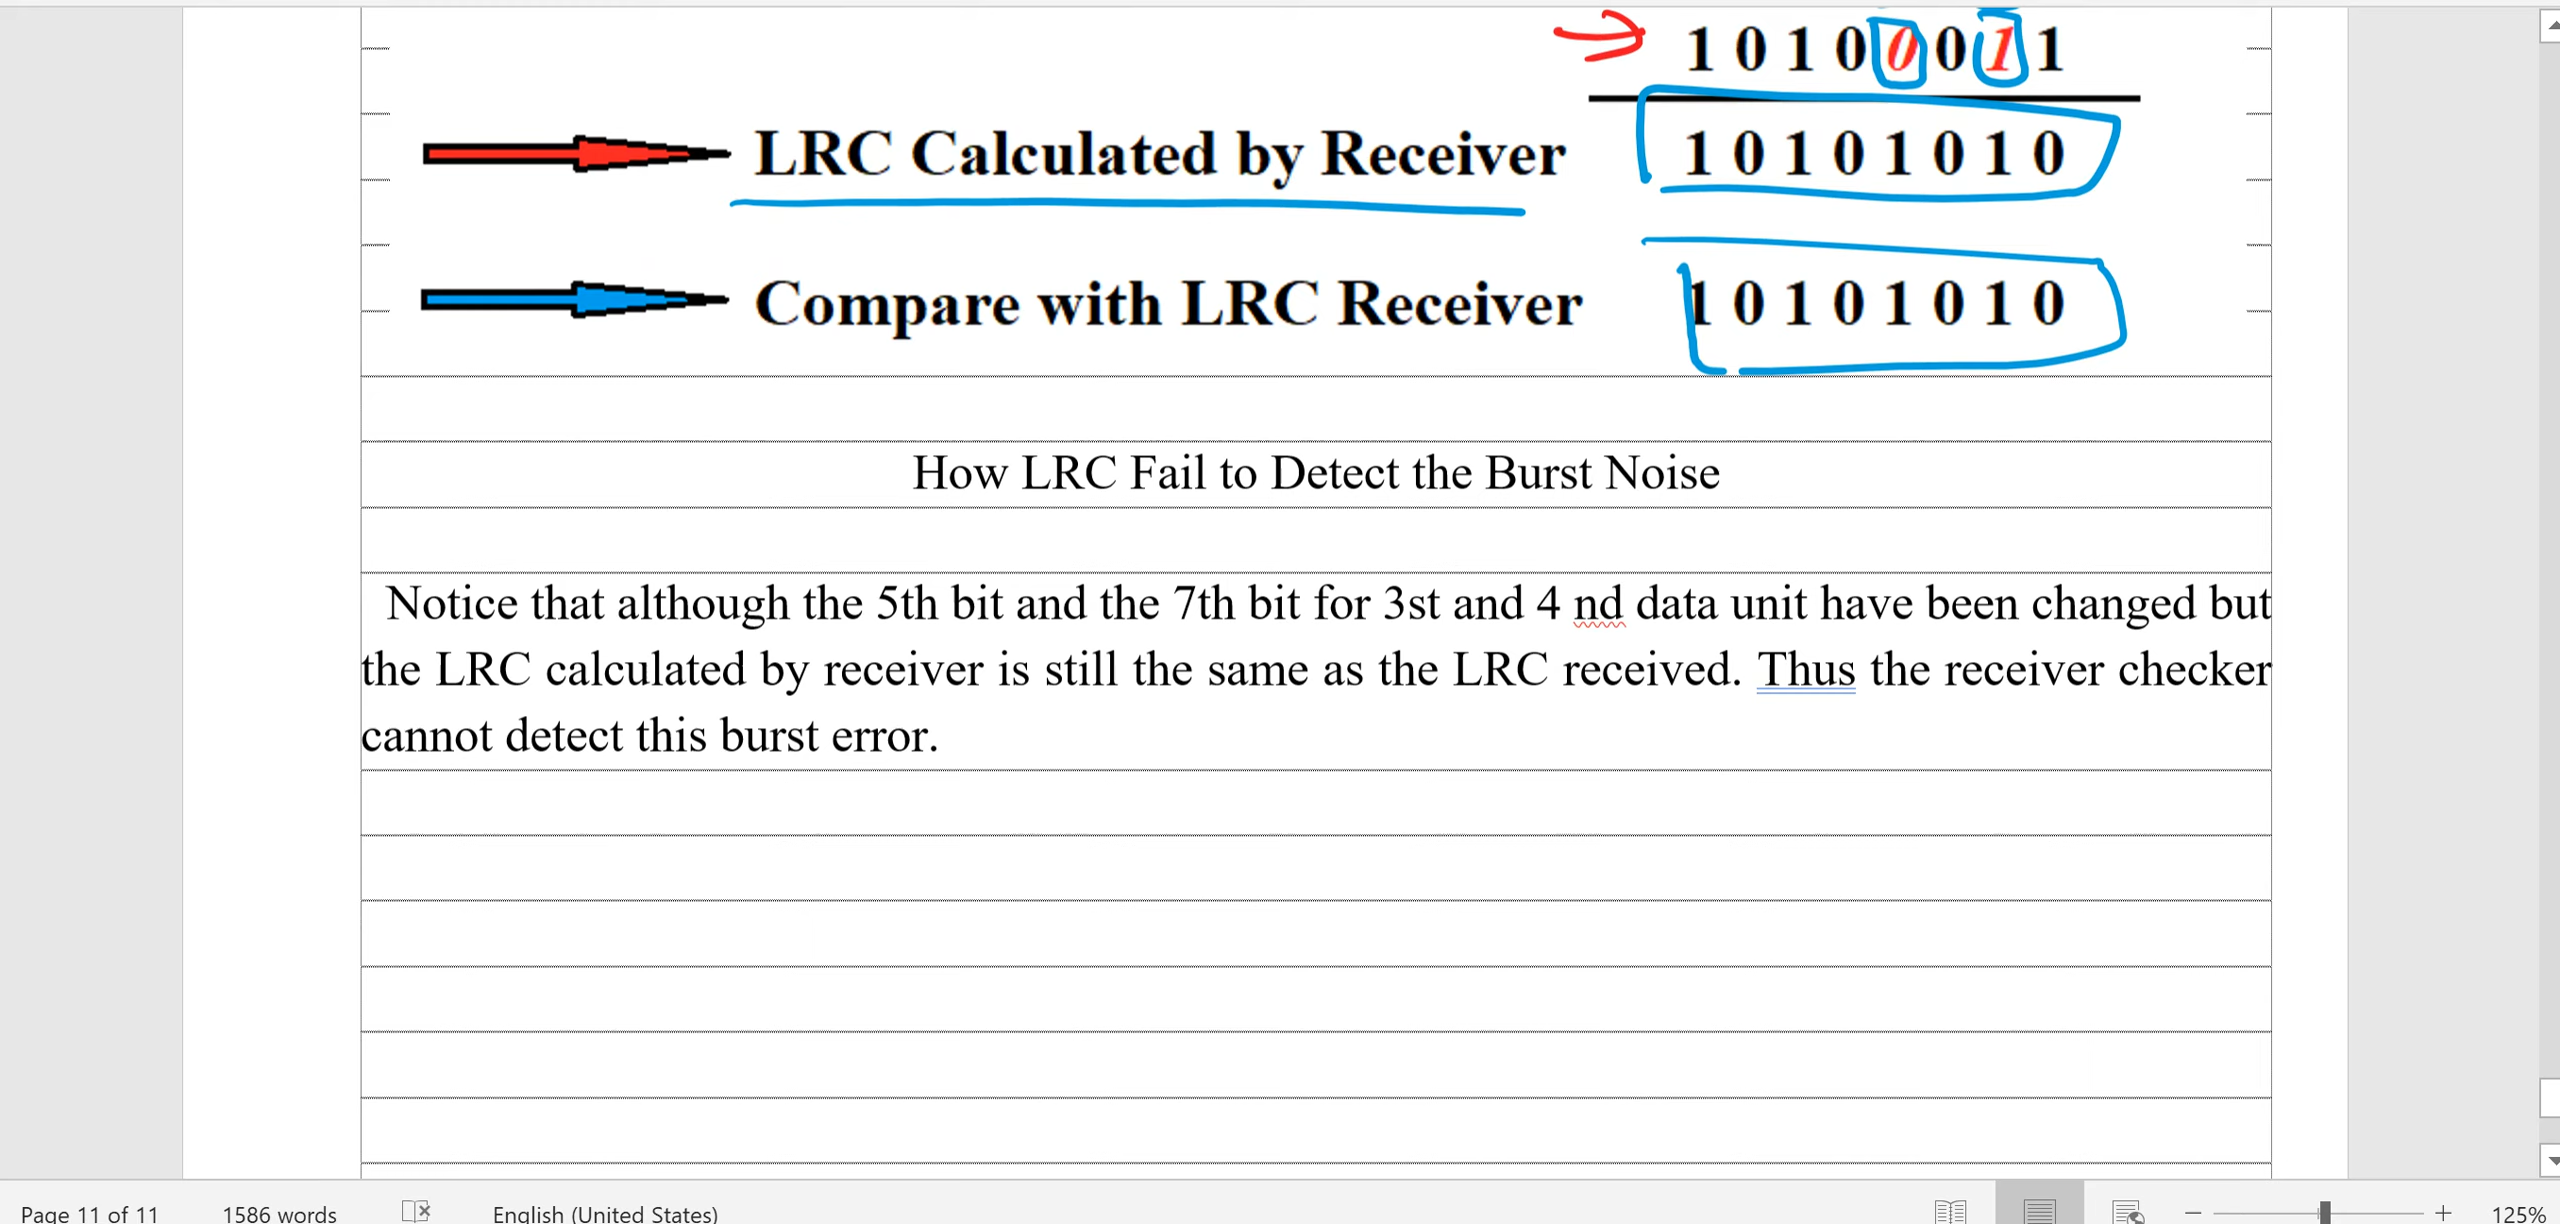 1 0 1 0 0 0 1 1
LRC Calculated by Receiver 1 0 1 0 1 0 1 0
Compare with LRC Receiver 1 0 1 0 1 0 1 0
How LRC Fail to Detect the Burst Noise
Notice that although the 5th bit and the 7th bit for 3st and 4 nd data unit have been changed but
the LRC calculated by receiver is still the same as the LRC received. Thus the receiver checker
cannot detect this burst error.
Page 11 of 11 1586 words English (United States) 125%